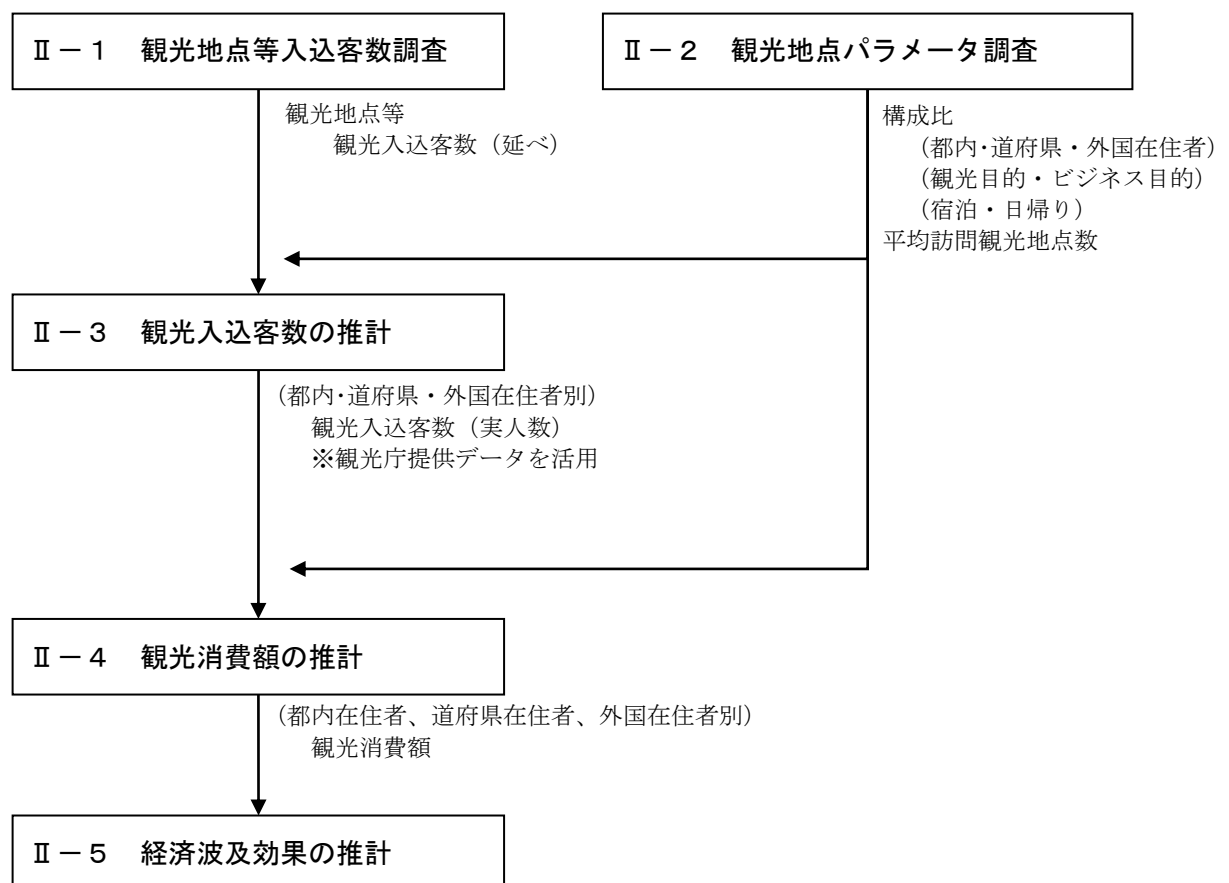 Ⅱ－１　観光地点等入込客数調査
Ⅱ－２　観光地点パラメータ調査
観光地点等
観光入込客数（延べ）
構成比
（都内･道府県・外国在住者）
（観光目的・ビジネス目的）
（宿泊・日帰り）
平均訪問観光地点数
Ⅱ－３　観光入込客数の推計
（都内･道府県・外国在住者別）
観光入込客数（実人数）
※観光庁提供データを活用
Ⅱ－４　観光消費額の推計
（都内在住者、道府県在住者、外国在住者別）
観光消費額
Ⅱ－５　経済波及効果の推計